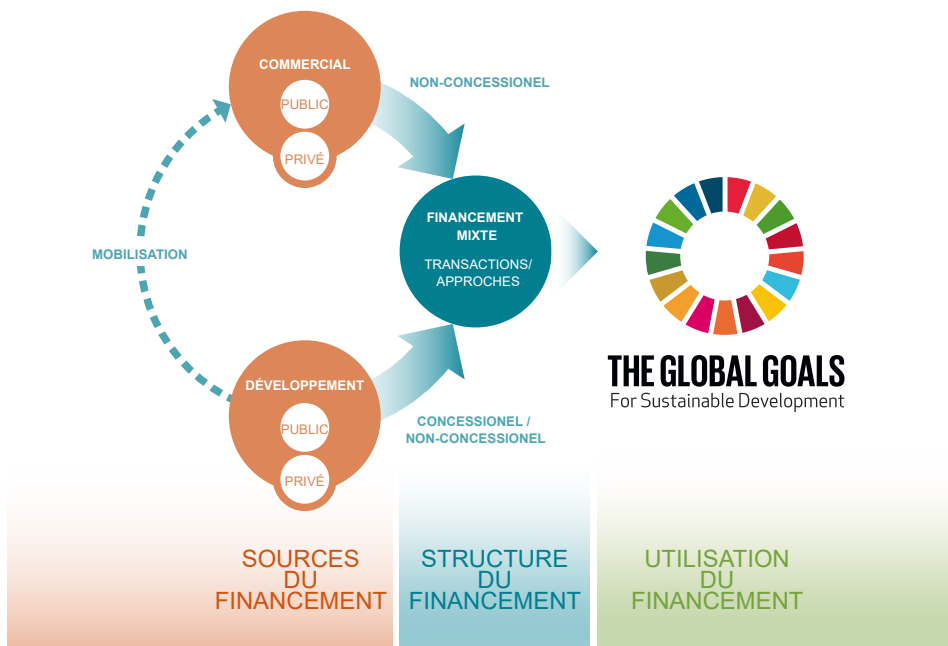 COMMERCIAL
PUBLIC
PRIVÉ
NON-CONCESSIONEL
MOBILISATION
FINANCEMENT
MIXTE
TRANSACTIONS/
APPROCHES
DÉVELOPPEMENT
PUBLIC
PRIVÉ
CONCESSIONEL /
NON-CONCESSIONEL
THE GLOBAL GOALS
For Sustainable Development
SOURCES
DU
FINANCEMENT
STRUCTURE
DU
FINANCEMENT
UTILISATION
DU
FINANCEMENT